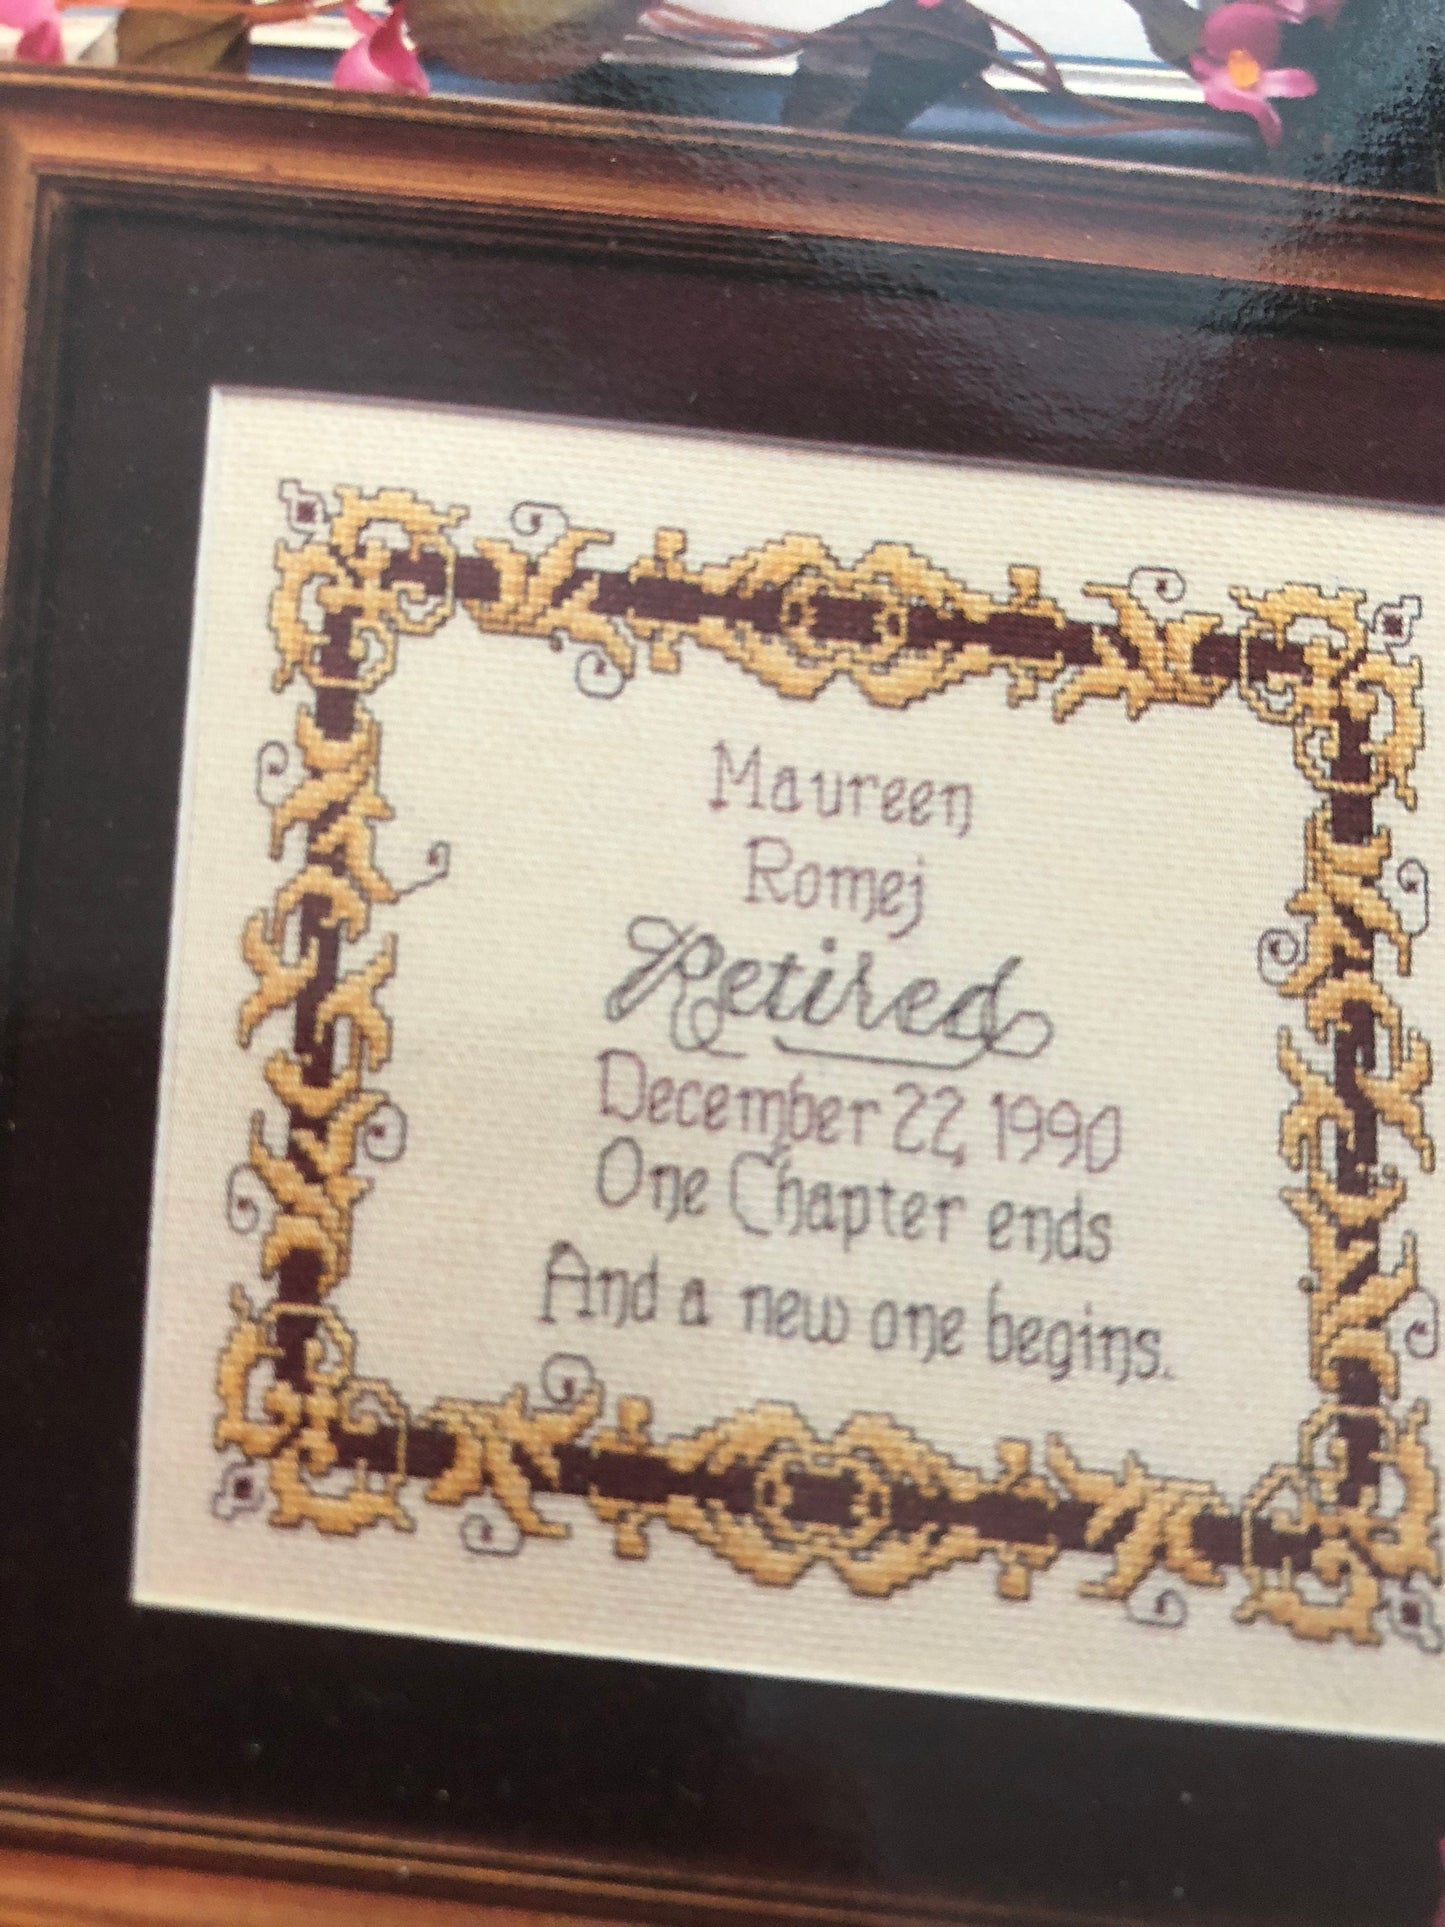 Maureen
Romej
Retired
December 22, 1990
One Chapter ends
And a new one begins.